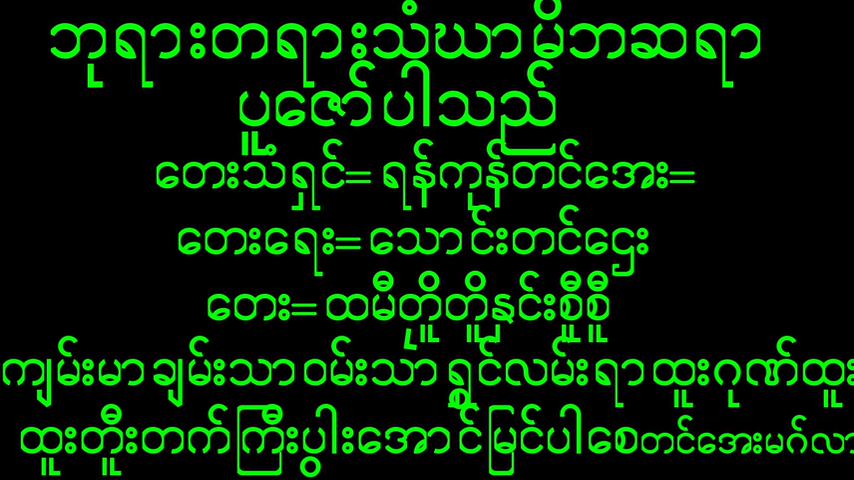 ဘုရားတရားသံဃာမိဘဆရာ
ပူဇော်ပါသည်
တေးသံရှင်= ရန်ကုန်တင်အေး=
တေးရေး= သောင်းတင်ဌေး
တေး= ထမီတိုူတိုူနှင်းစိူစိူ
ကျမ်းမာချမ်းသာဝမ်းသာရွှင်လမ်းရာထူးဂုဏ်ထူး
ထူးတိူးတက်ကြီးပွါးအောင်မြင်ပါစေတင်အေးမဂ်လာ